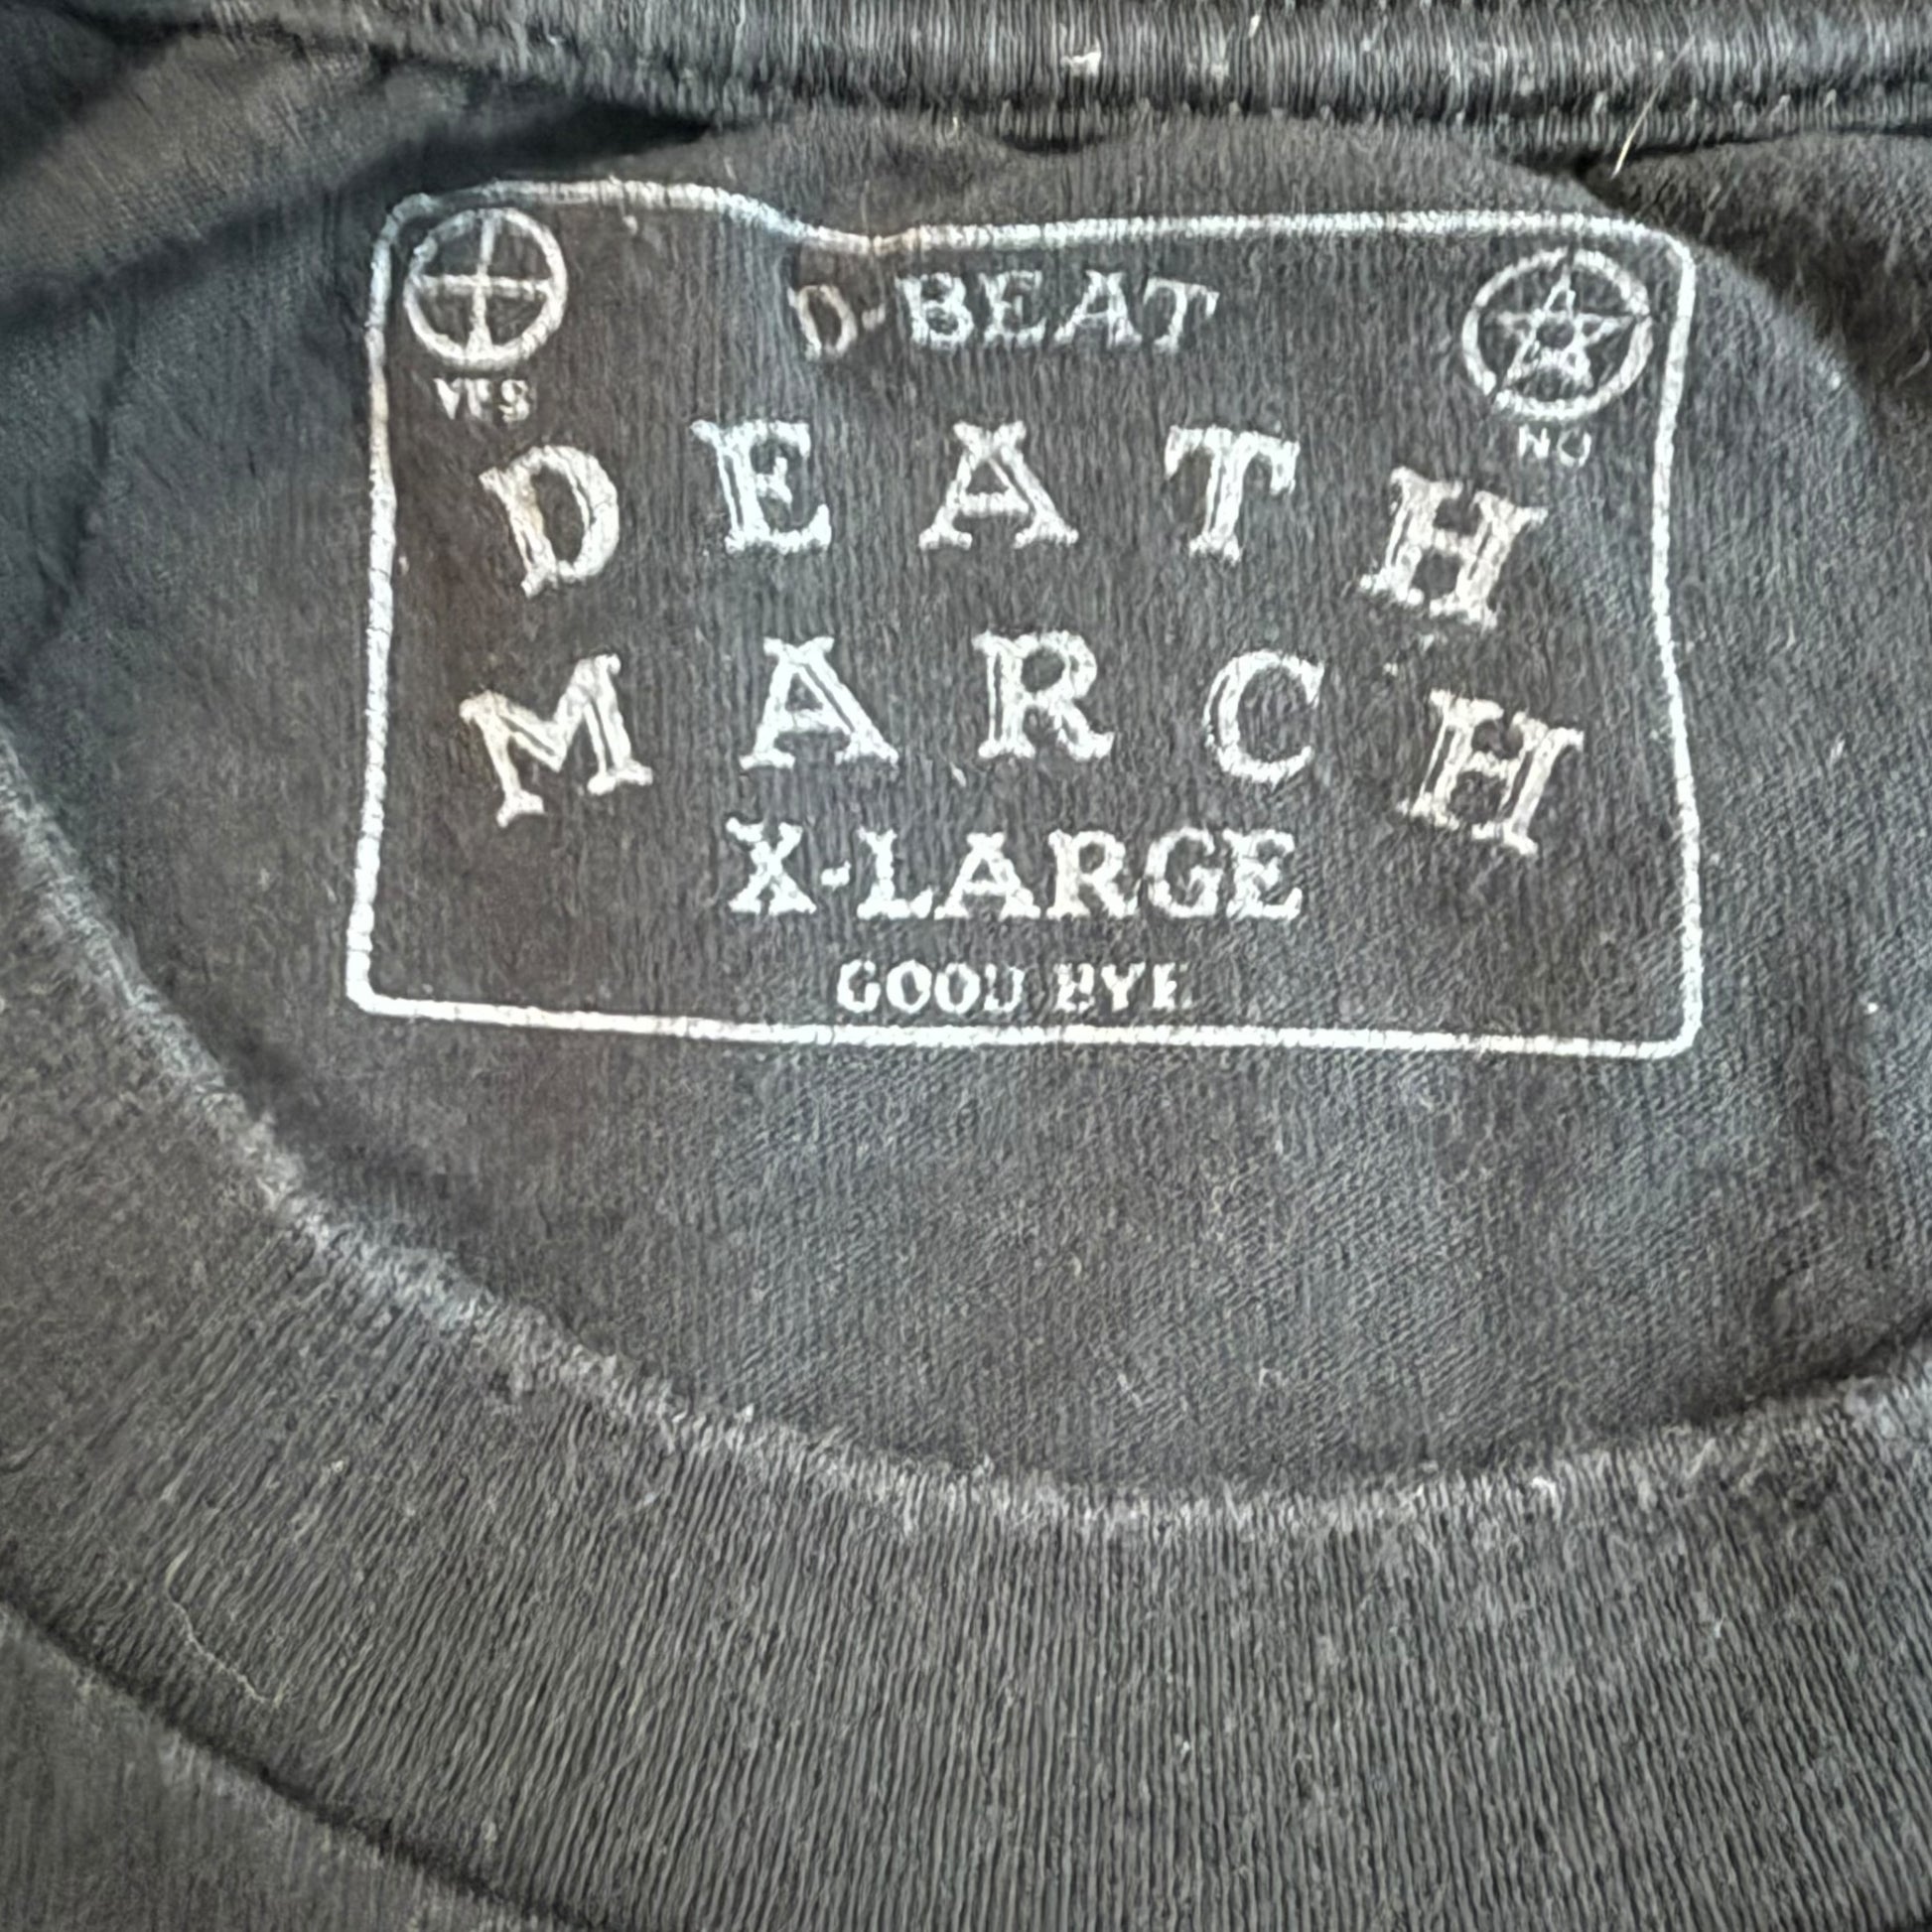 D-BEAT
YES
NO
DEATH
MARCH
X-LARGE
GOOD BYE